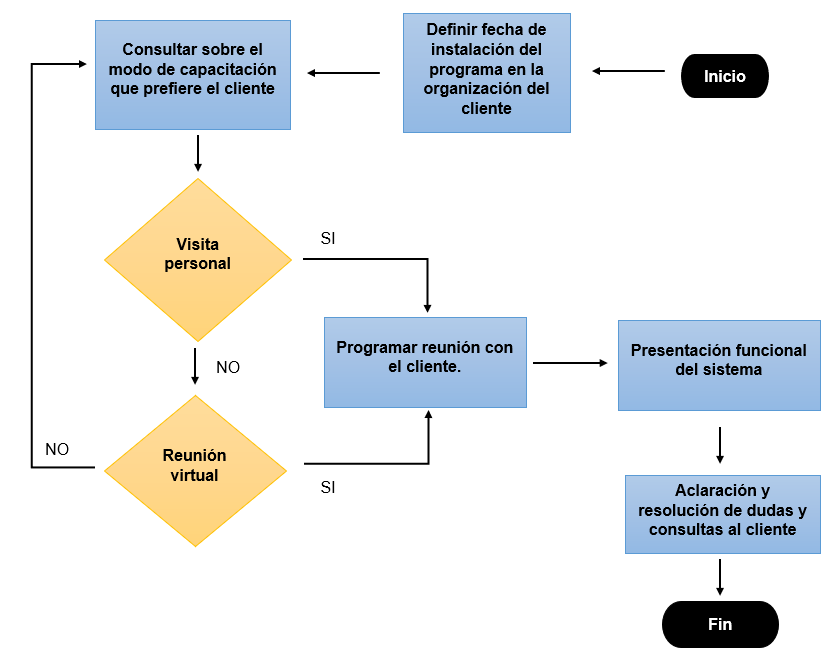 Inicio
Definir fecha de
instalación del
programa en la
organización del
cliente
Consultar sobre el
modo de capacitación
que prefiere el cliente
Visita
personal
SI
NO
Reunión
virtual
NO
SI
Programar reunión con
el cliente.
Presentación funcional
del sistema
Aclaración y
resolución de dudas y
consultas al cliente
Fin